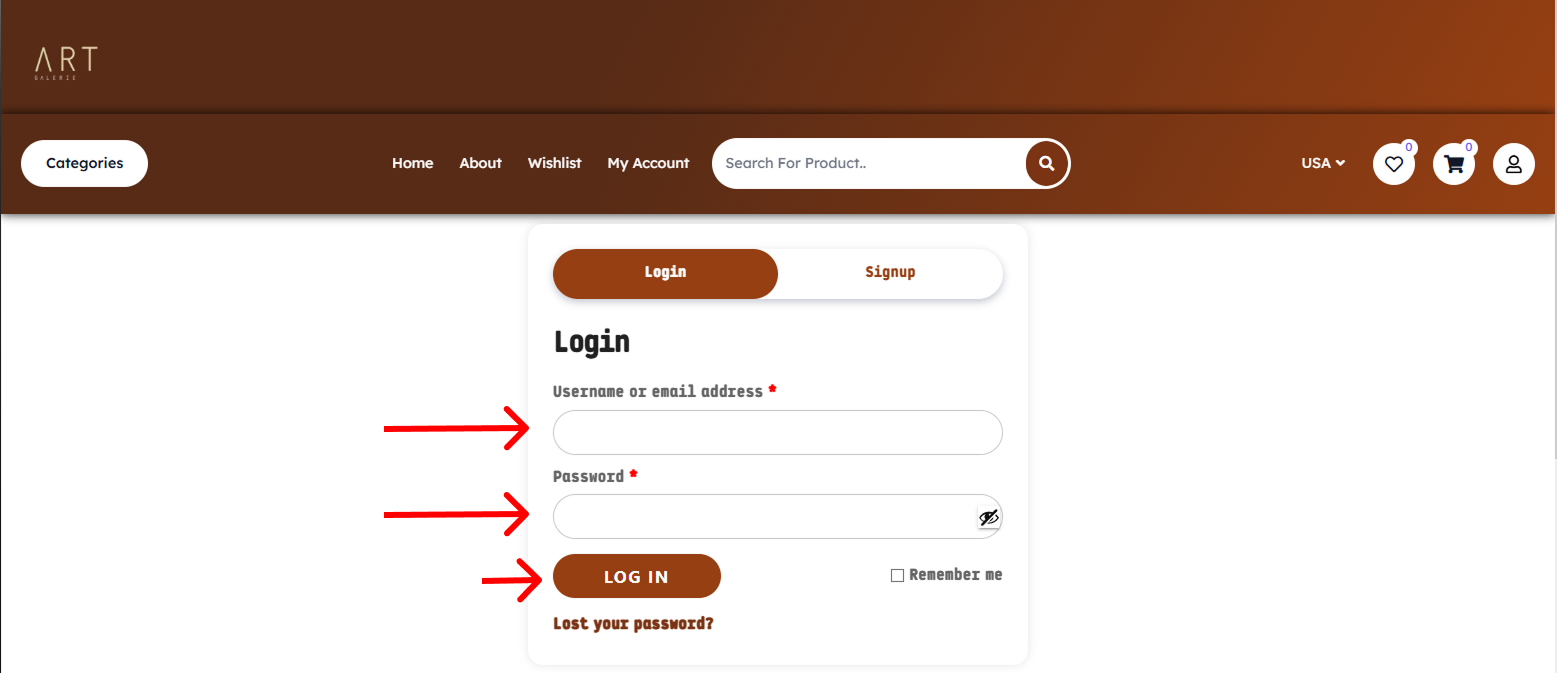 ART
GALERIE
Categories
Home About Wishlist My Account Search For Product.. USA 0 0
Login Signup
Login
Username or email address *
Password *
LOG IN Remember me
Lost your password?